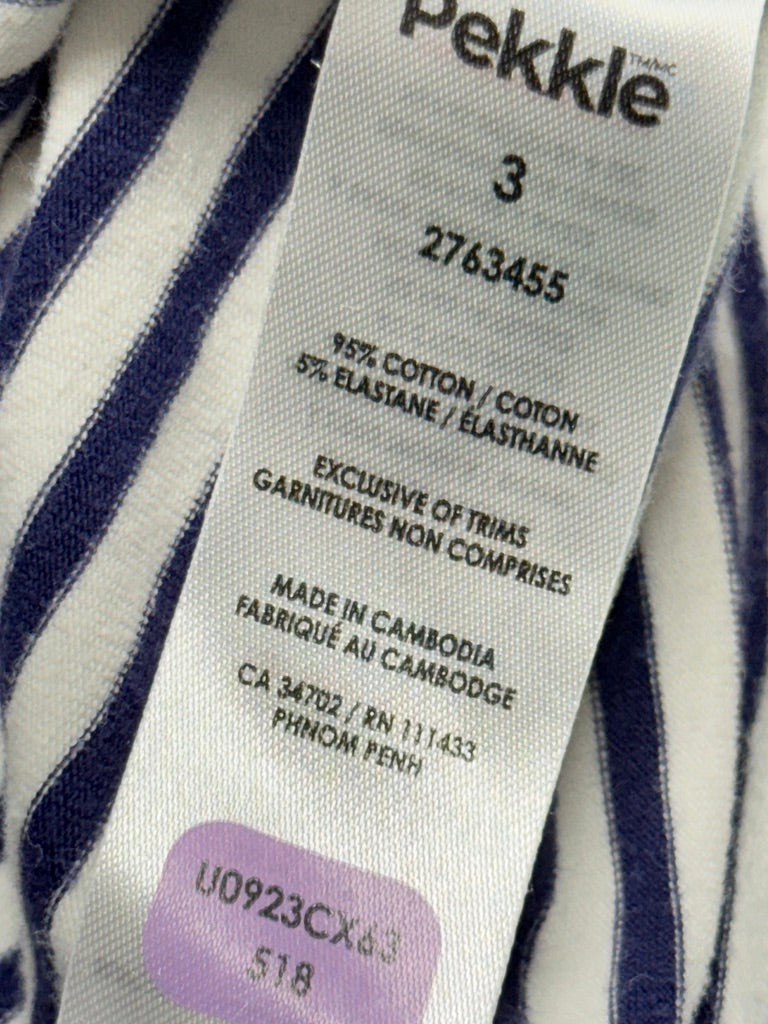 Pekkle TM/MC
3
2763455
95% COTTON / COTON
5% ELASTANE / ÉLASTHANNE
EXCLUSIVE OF TRIMS
GARNITURES NON COMPRISES
MADE IN CAMBODIA
FABRIQUÉ AU CAMBODGE
CA 34702 / RN 111433
PHNOM PENH
U0923CX63
518